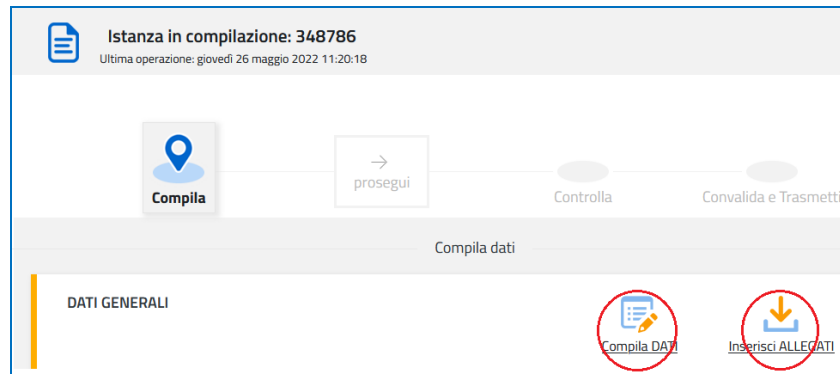 Istanza in compilazione: 348786
Ultima operazione: giovedì 26 maggio 2022 11:20:18
Compila
prosegui
Controlla
Convalida e Trasmetti
Compila dati
DATI GENERALI
Compila DATI
Inserisci ALLEGATI